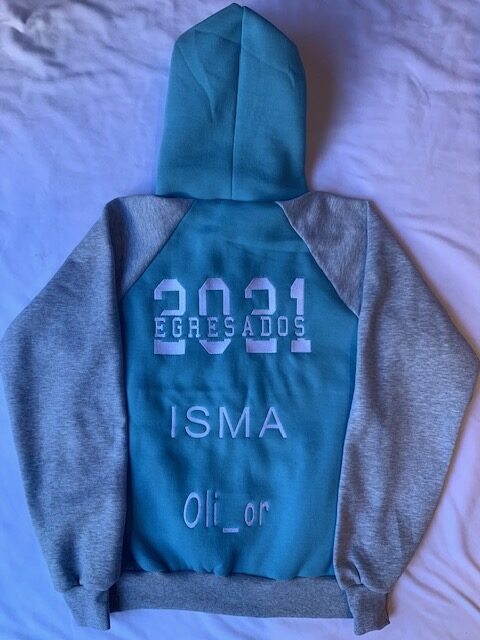 2021
EGRESADOS
ISMA
Oli_or